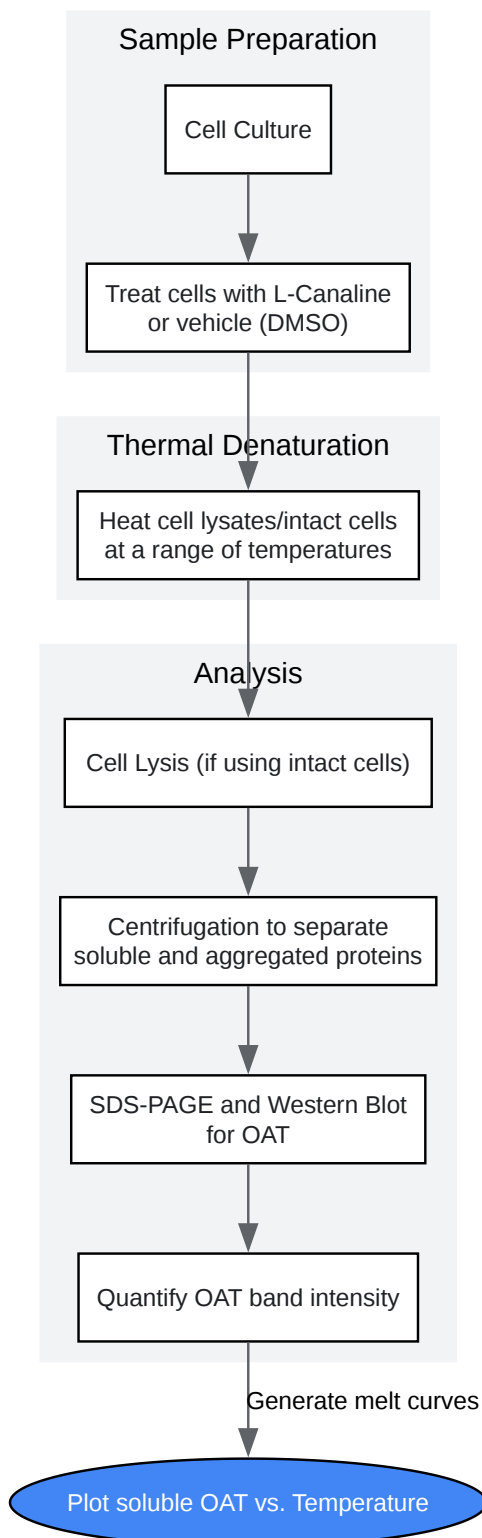 Sample Preparation
Cell Culture
Treat cells with L-Canaline
or vehicle (DMSO)
Thermal Denaturation
Heat cell lysates/intact cells
at a range of temperatures
Analysis
Cell Lysis (if using intact cells)
Centrifugation to separate
soluble and aggregated proteins
SDS-PAGE and Western Blot
for OAT
Quantify OAT band intensity
Generate melt curves
Plot soluble OAT vs. Temperature